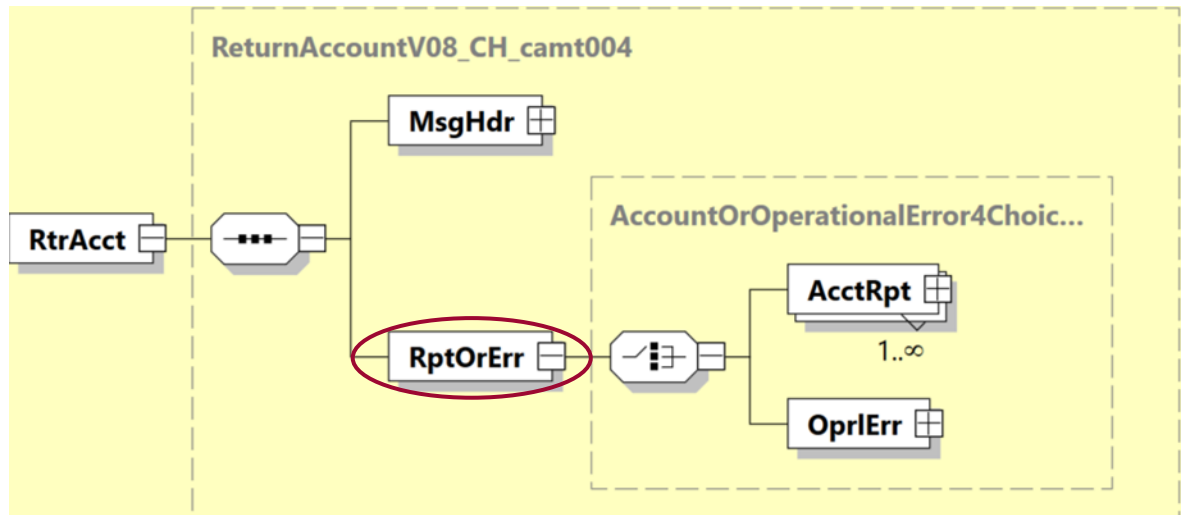 ReturnAccountV08_CH_camt004
MsgHdr
AccountOrOperationalError4Choic...
RtrAcct
AcctRpt
1..∞
RptOrErr
OprlErr